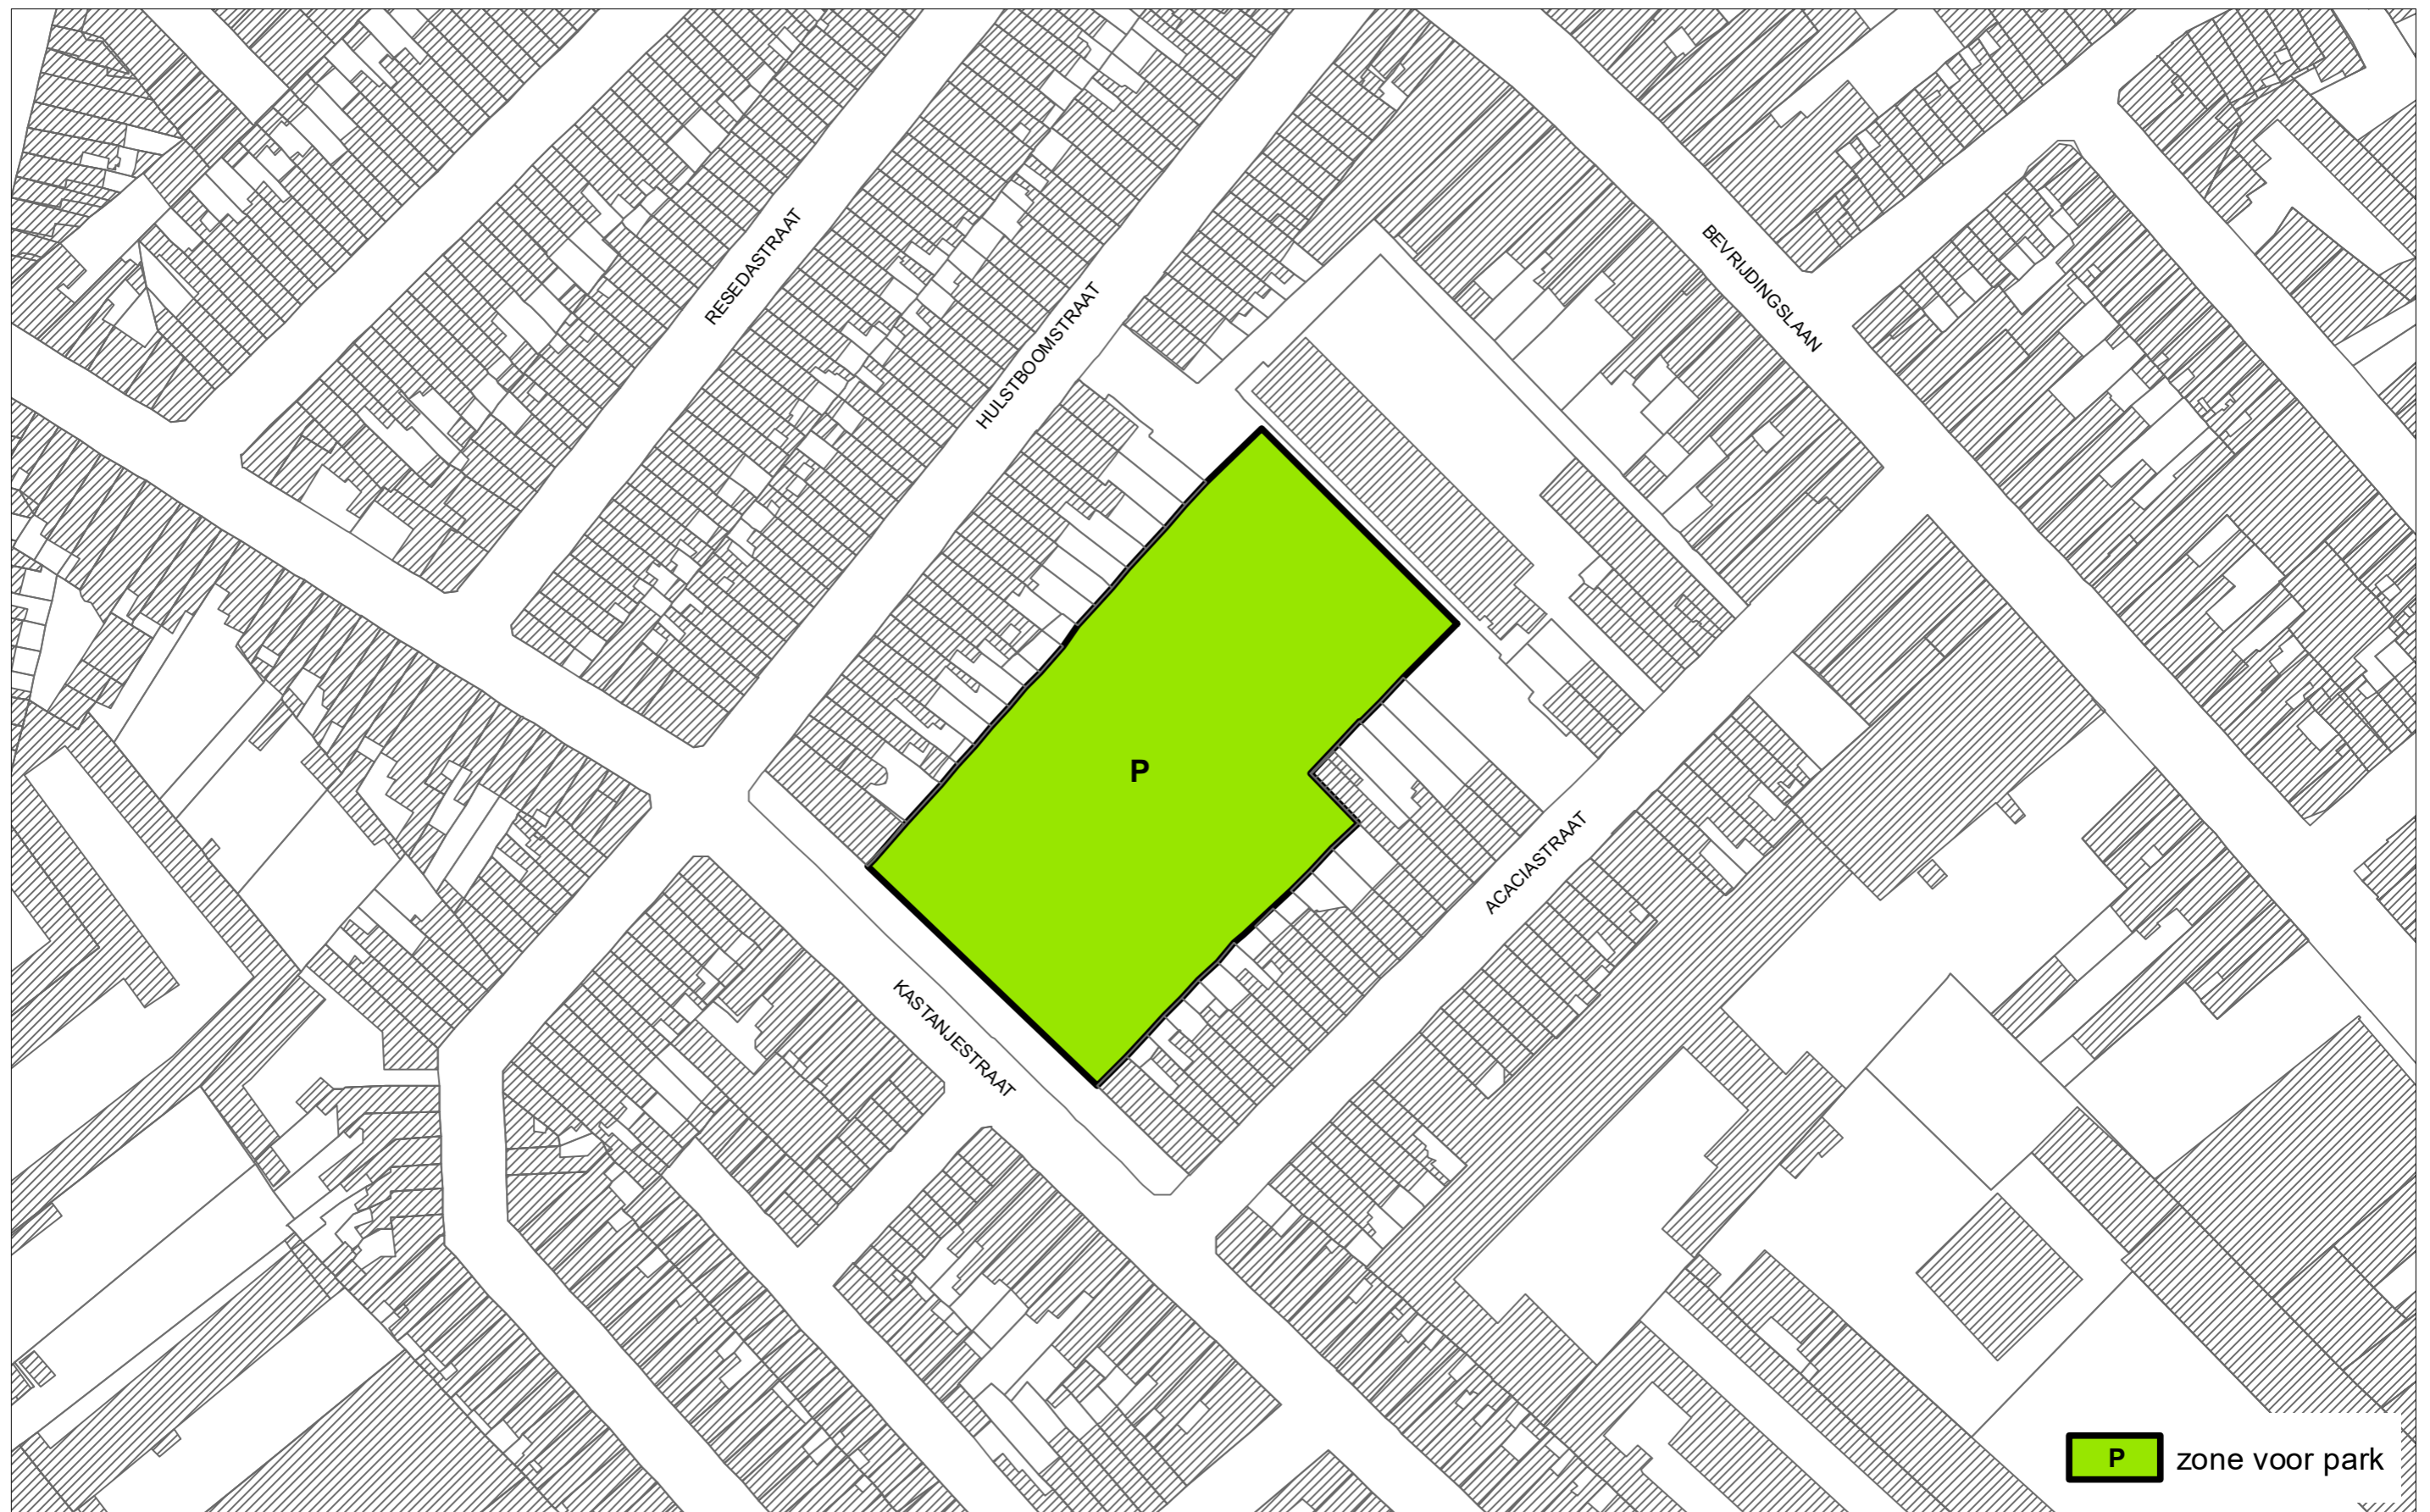 RESEDASTRAAT
BEVRIJDINGSLAAN
HULSTBOOMSTRAAT
P
ACACIASTRAAT
KASTANJESTRAAT
P zone voor park